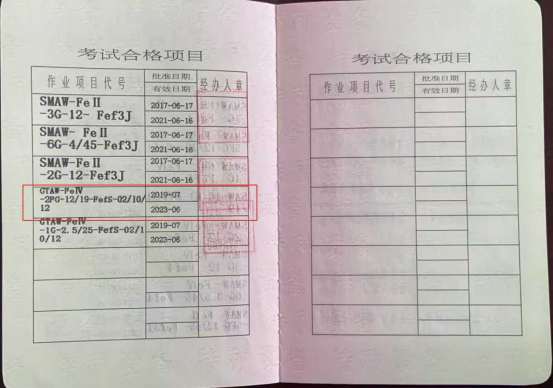 考试合格项目
作业项目代号 批准日期 经办人章
有效日期
SMAW-FeⅡ 2017-06-17
-3G-12- Fef3J 2021-06-16
SMAW- FeⅡ 2017-06-17
-6G-4/45-Fef3J 2021-06-16
SMAW-FeⅡ 2017-06-17
-2G-12-Fef3J 2021-06-16
GTAW-FeⅣ 2019-07
-2FG-12/19-FefS-02/10/
12 2023-06
GTAW-FeⅣ 2019-07
-1G-2.5/25-FefS-02/1
0/12 2023-06
考试合格项目
作业项目代号 批准日期 经办人章
有效日期